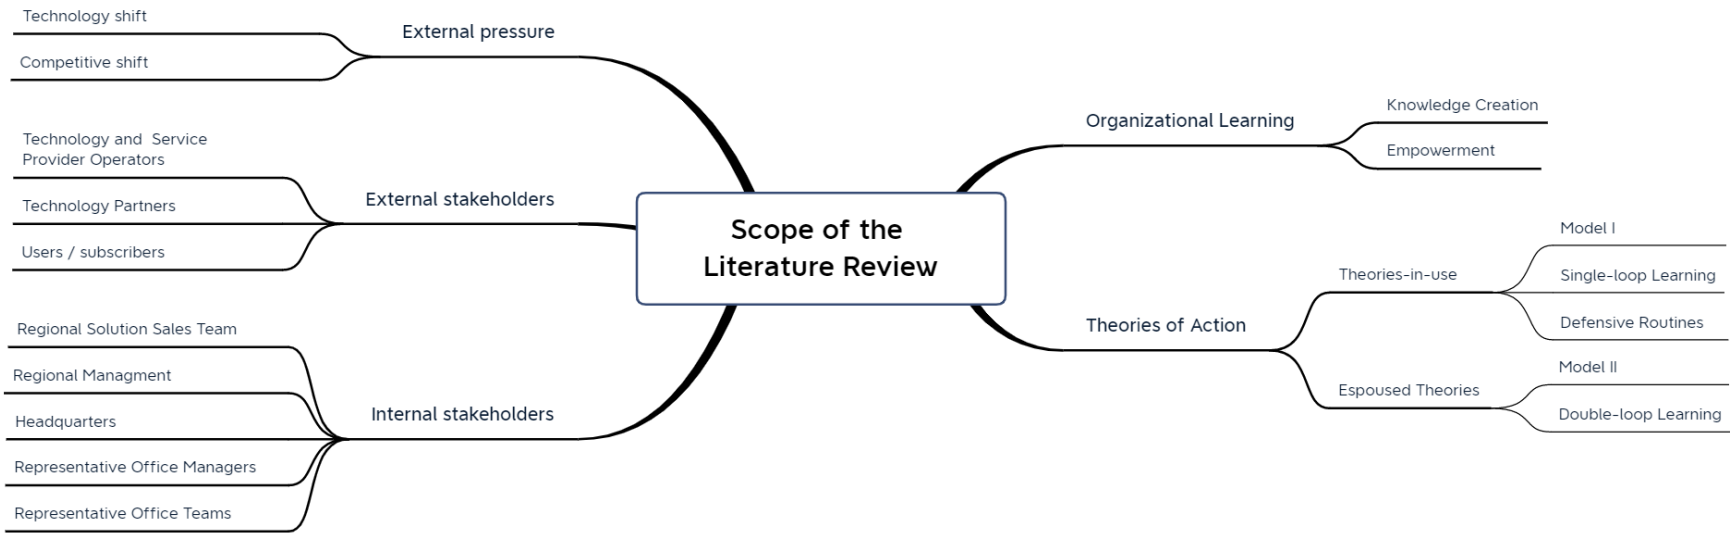 Technology shift
External pressure
Competitive shift
Technology and  Service
Provider Operators
External stakeholders
Technology Partners
Users / subscribers
Regional Solution Sales Team
Regional Managment
Internal stakeholders
Headquarters
Representative Office Managers
Representative Office Teams
Scope of the
Literature Review
Organizational Learning
Knowledge Creation
Empowerment
Theories of Action
Theories-in-use
Model I
Single-loop Learning
Defensive Routines
Espoused Theories
Model II
Double-loop Learning